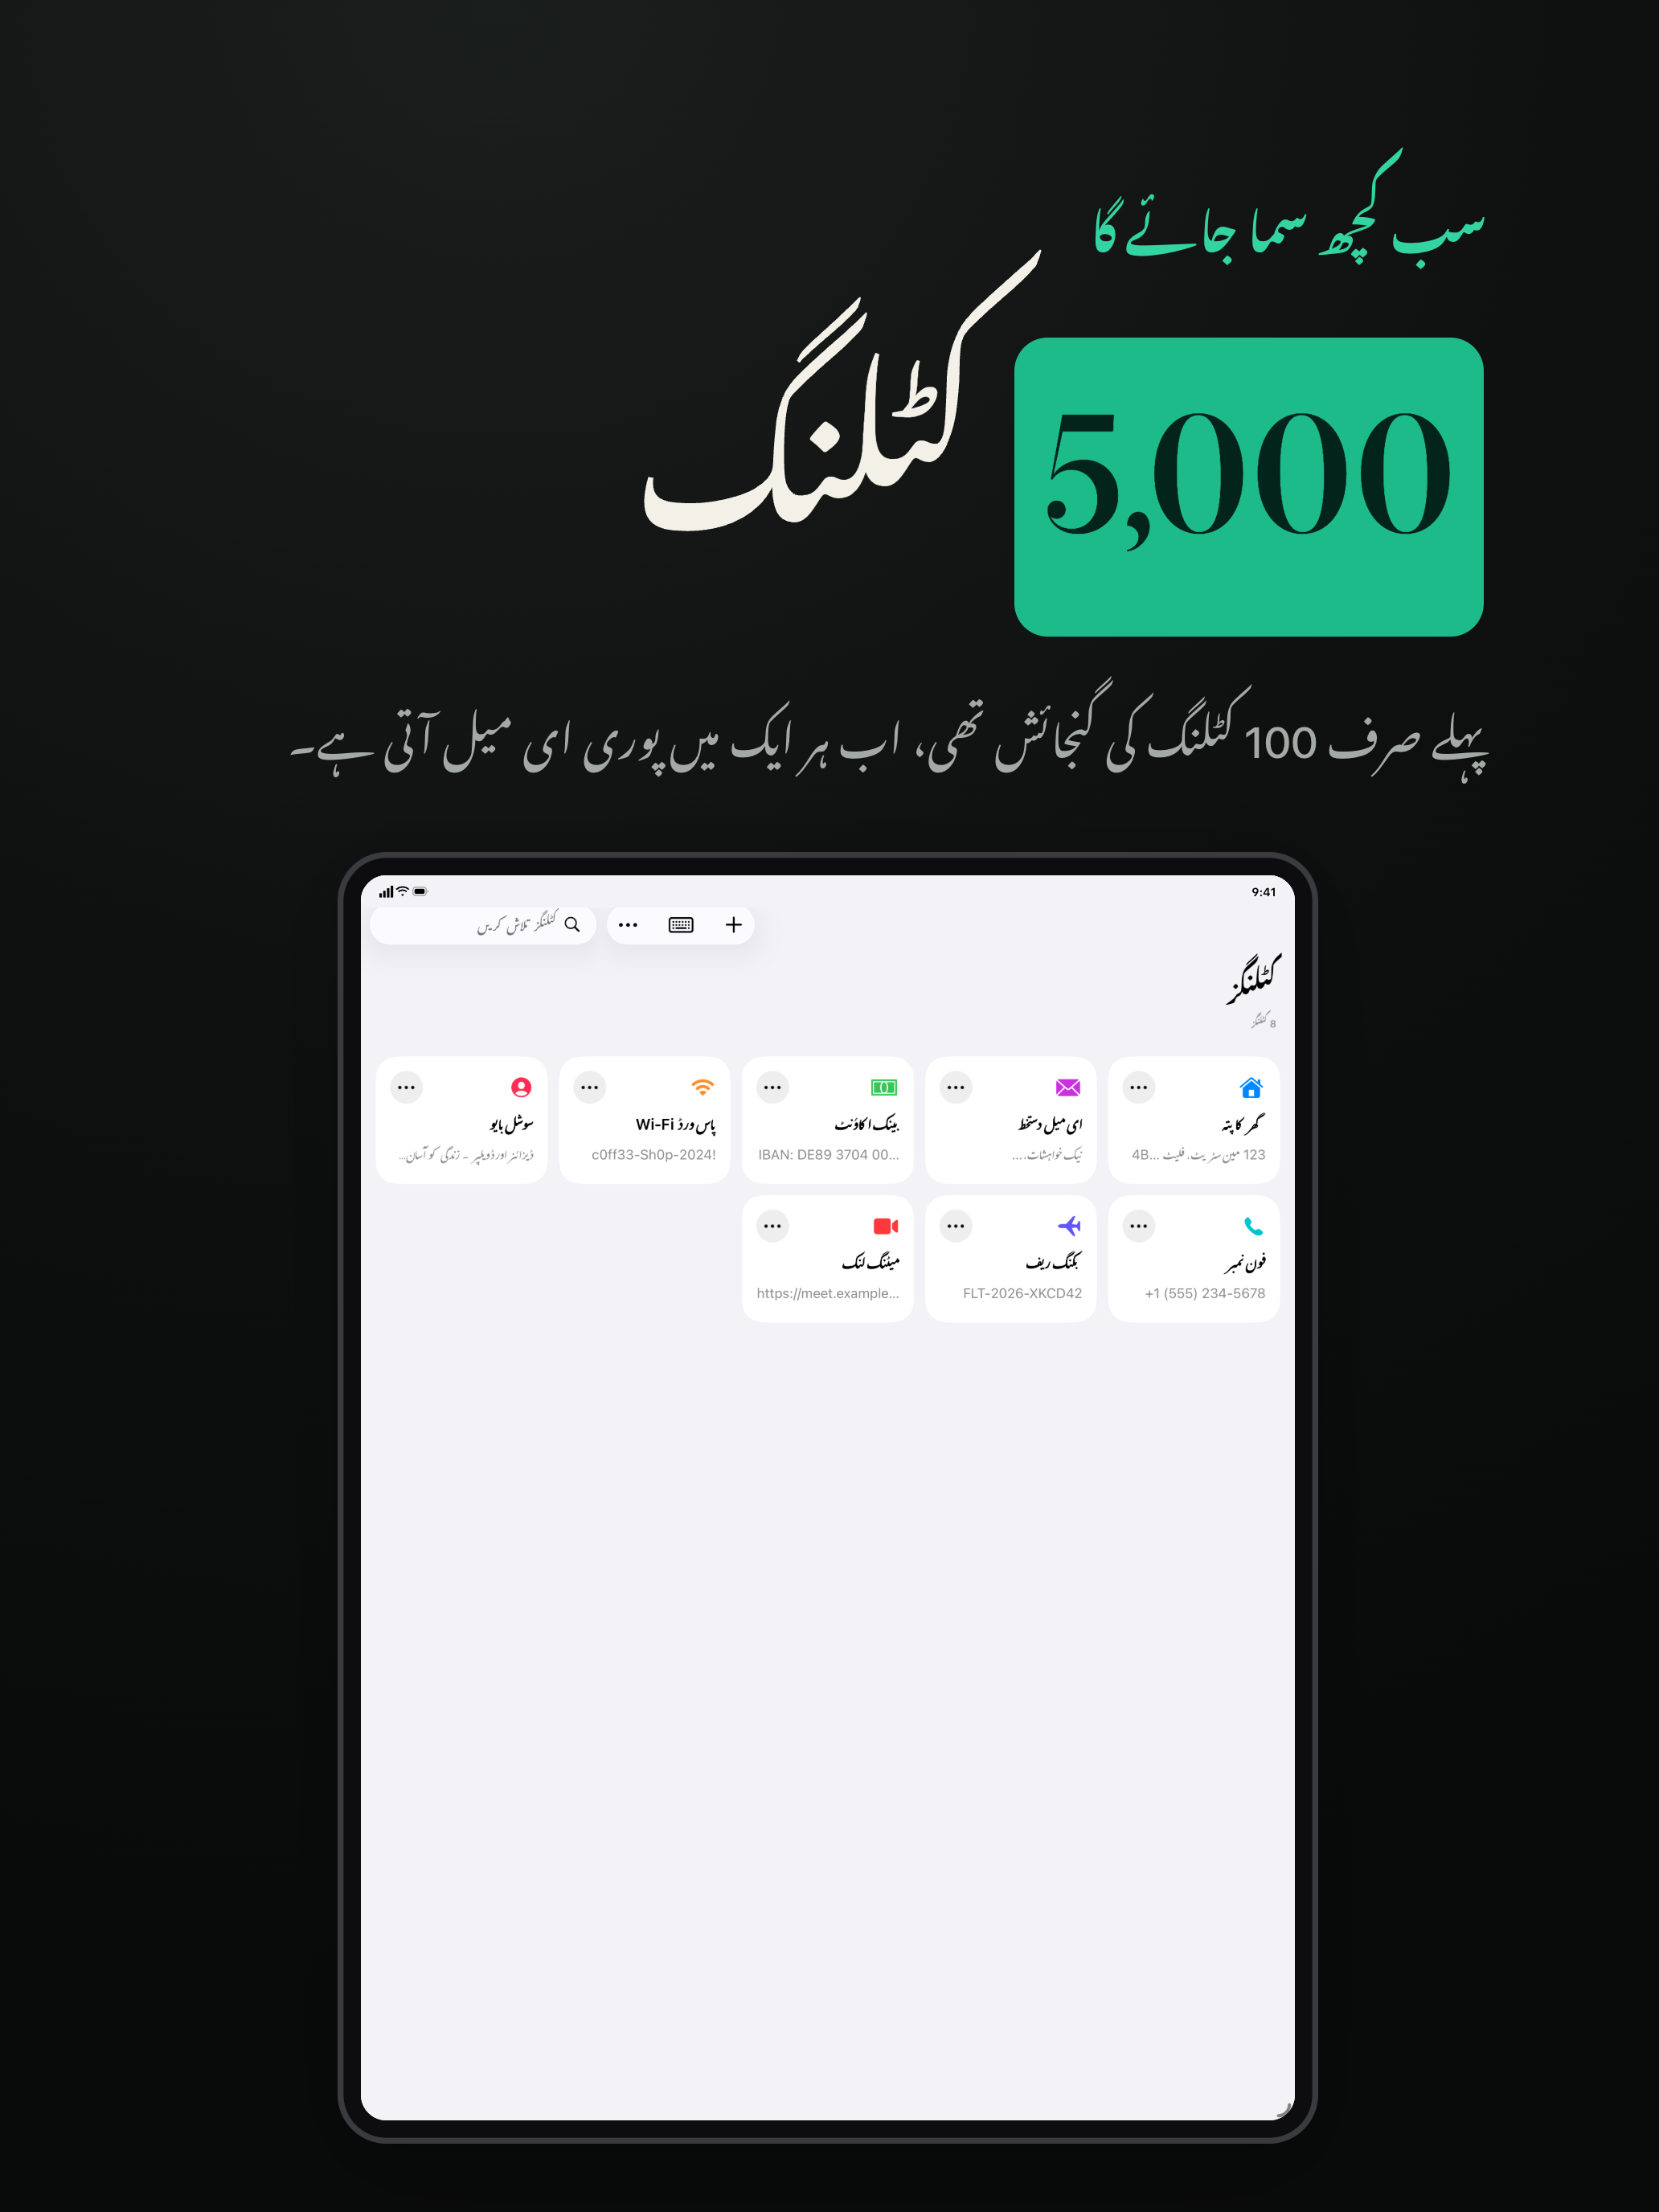 سب کچھ سما جائے گا
5,000 کٹلنگ
پہلے صرف 100 کٹلنگ کی گنجائش تھی، اب ہر ایک میں پوری ای میل آتی ہے۔
9:41
کٹلنگز تلاش کریں
کٹلنگز
8 کٹلنگز
گھر کا پتہ
123 مین سٹریٹ، فلیٹ 4B...
ای میل دستخط
نیک خواہشات،...
بینک اکاؤنٹ
IBAN: DE89 3704 00...
پاس ورڈ Wi-Fi
c0ff33-Sh0p-2024!
سوشل بایو
ڈیزائنر اور ڈویلپر - زندگی کو آسان...
فون نمبر
+1 (555) 234-5678
بکنگ ریف
FLT-2026-XKCD42
میٹنگ لنک
https://meet.example...